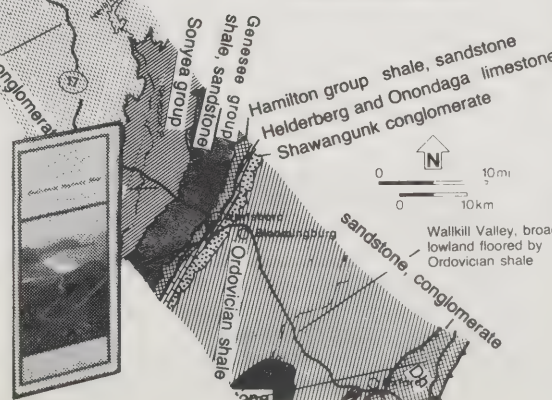 Genesee group
shale, sandstone
Sonyea group
17
Hamilton group shale, sandstone
Helderberg and Onondaga limestone
Shawangunk conglomerate
N
0 10 mi
0 10 km
Wallkill Valley, broad
lowland floored by
Ordovician shale
sandstone, conglomerate
Bloomingburg
Ordovician shale